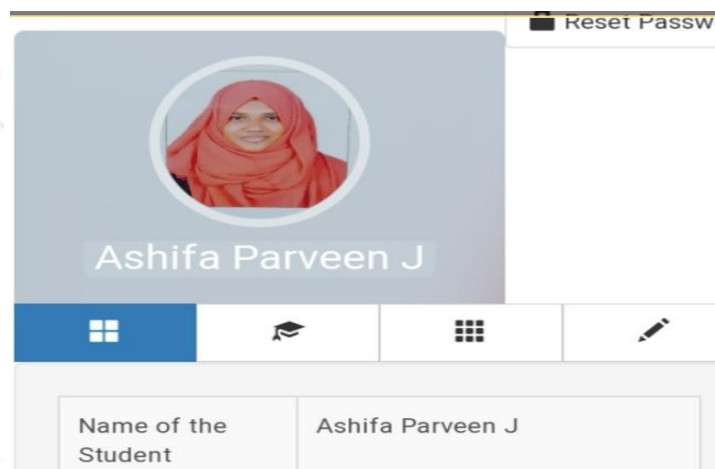 Reset Passw
Ashifa Parveen J
Name of the Ashifa Parveen J
Student